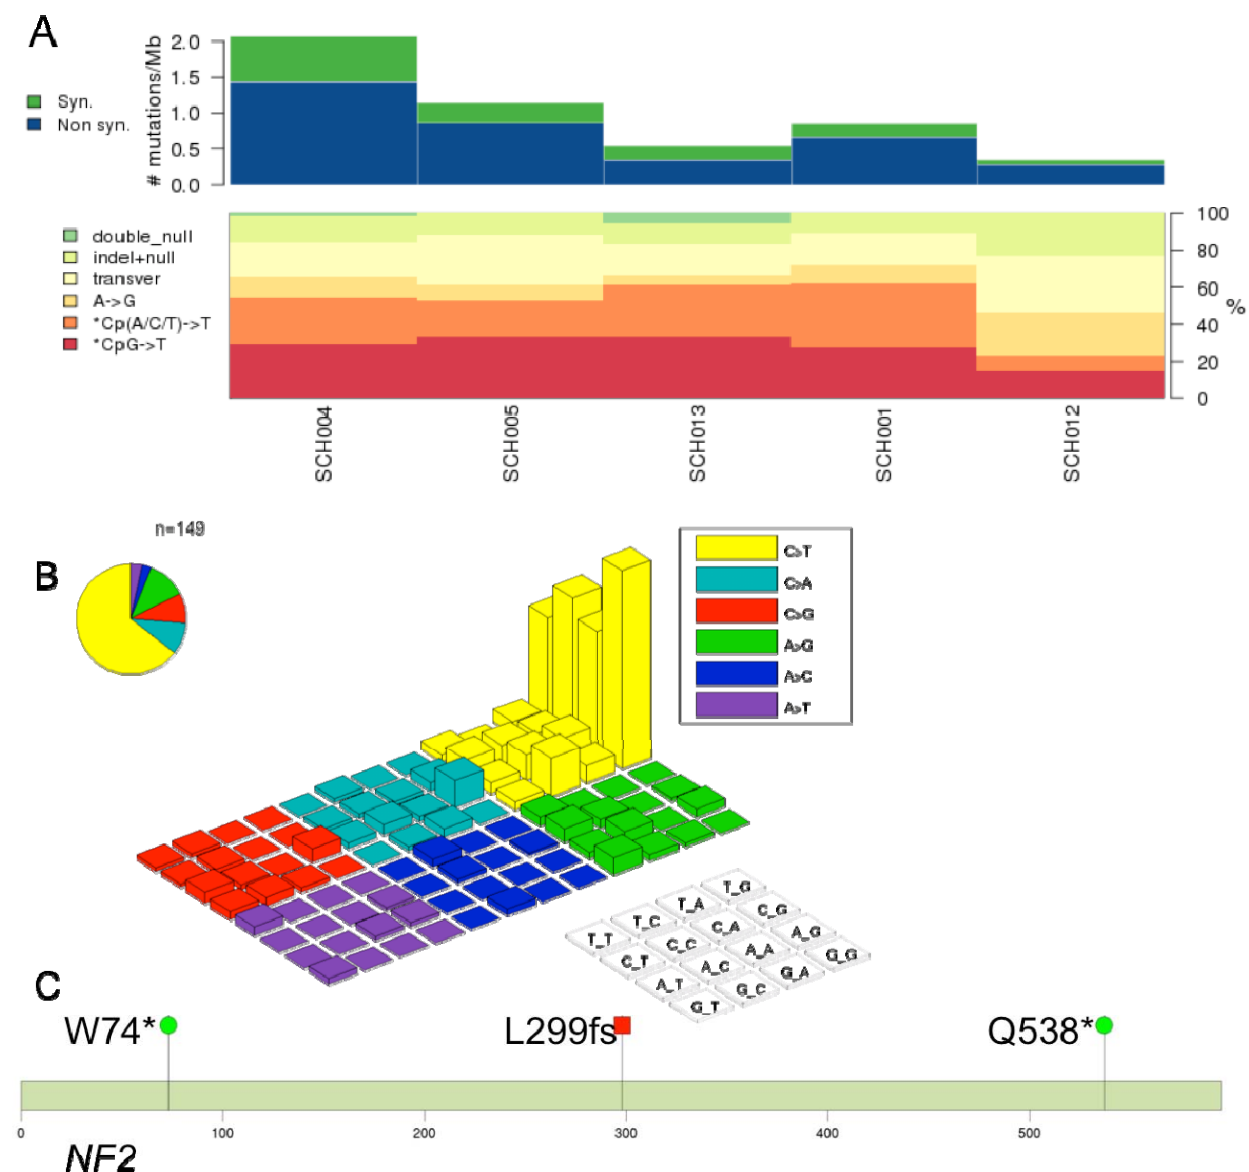 A
# mutations/Mb
2.0
1.5
1.0
0.5
0.0
Syn.
Non syn.
double_null
indel+null
transver
A->G
*Cp(A/C/T)->T
*CpG->T
100
80
60
40
20
0
%
SCH004
SCH005
SCH013
SCH001
SCH012
B
n=149
C>T
C>A
C>G
A>G
A>C
A>T
T_G
T_A
C_G
T_C
C_A
A_G
T_T
C_C
A_A
G_G
C_T
A_C
G_A
A_T
G_C
G_T
C
W74*
L299fs
Q538*
0
100
200
300
400
500
NF2